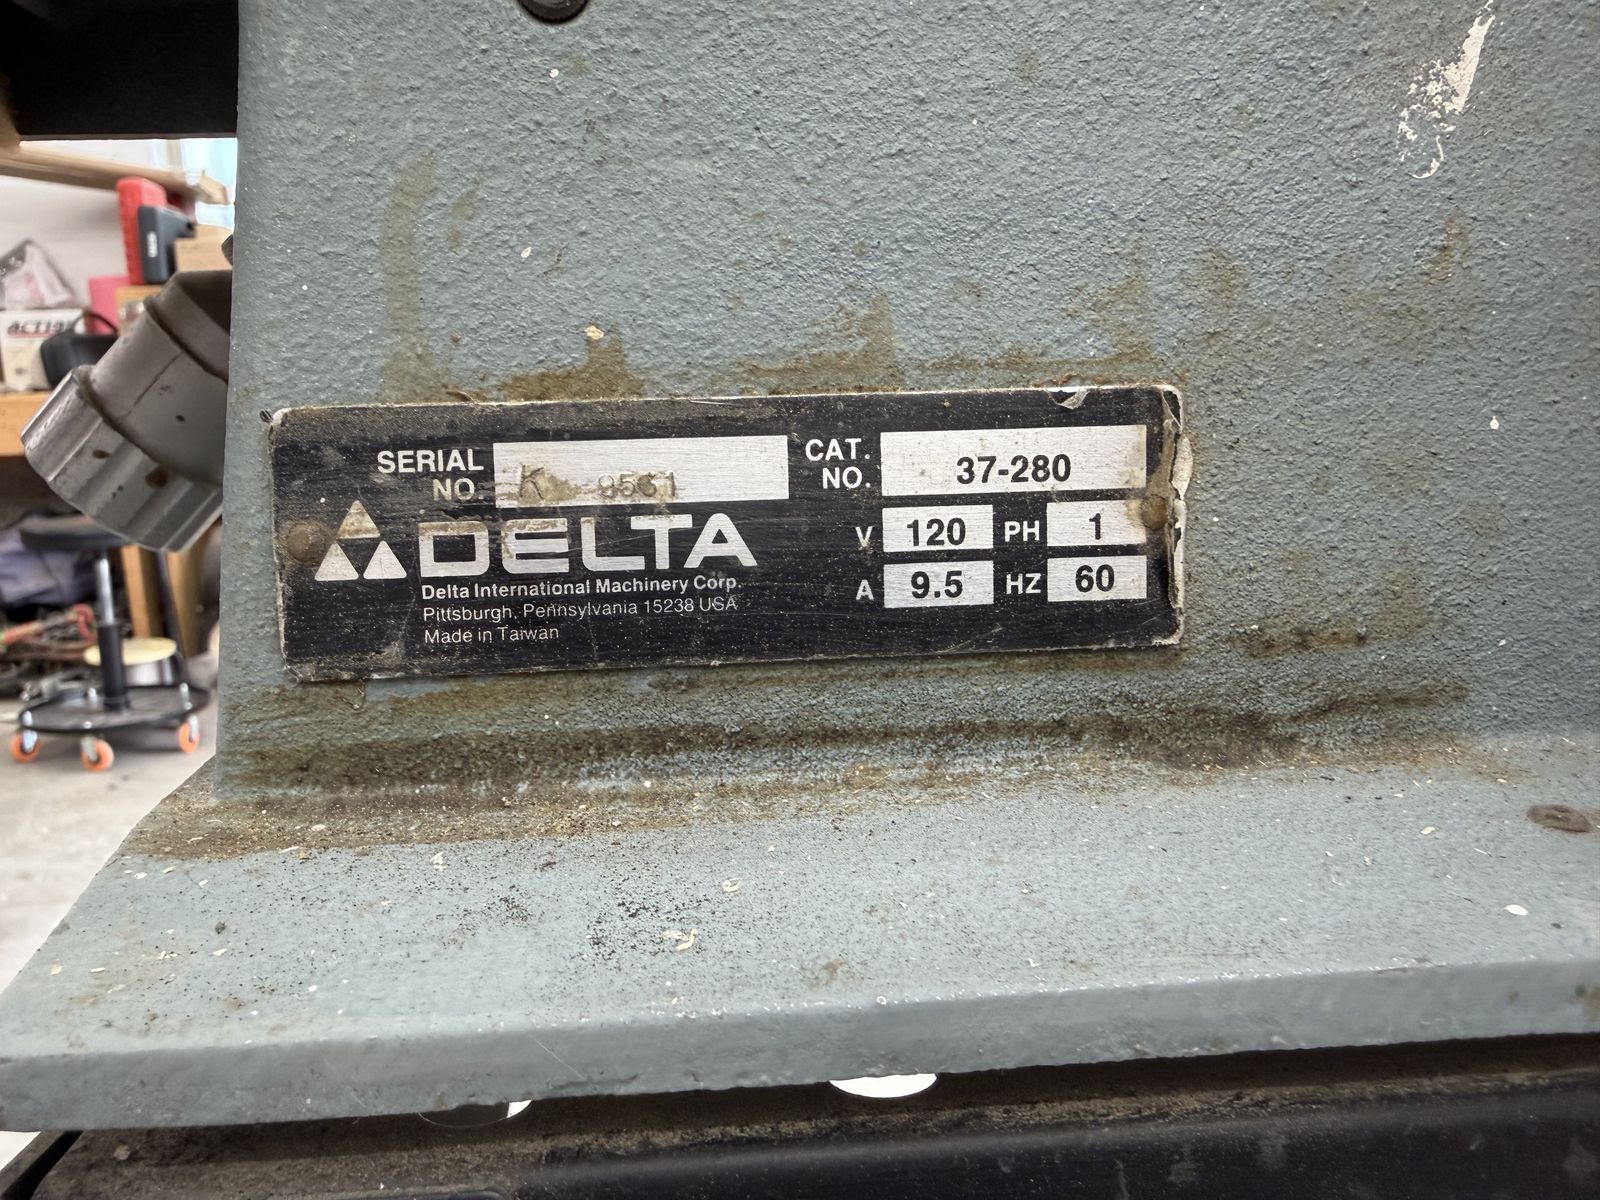 SERIAL
NO.
K
CAT.
NO.
37-280
DELTA
V 120 PH 1
A 9.5 HZ 60
Delta International Machinery Corp.
Pittsburgh, Pennsylvania 15238 USA
Made in Taiwan